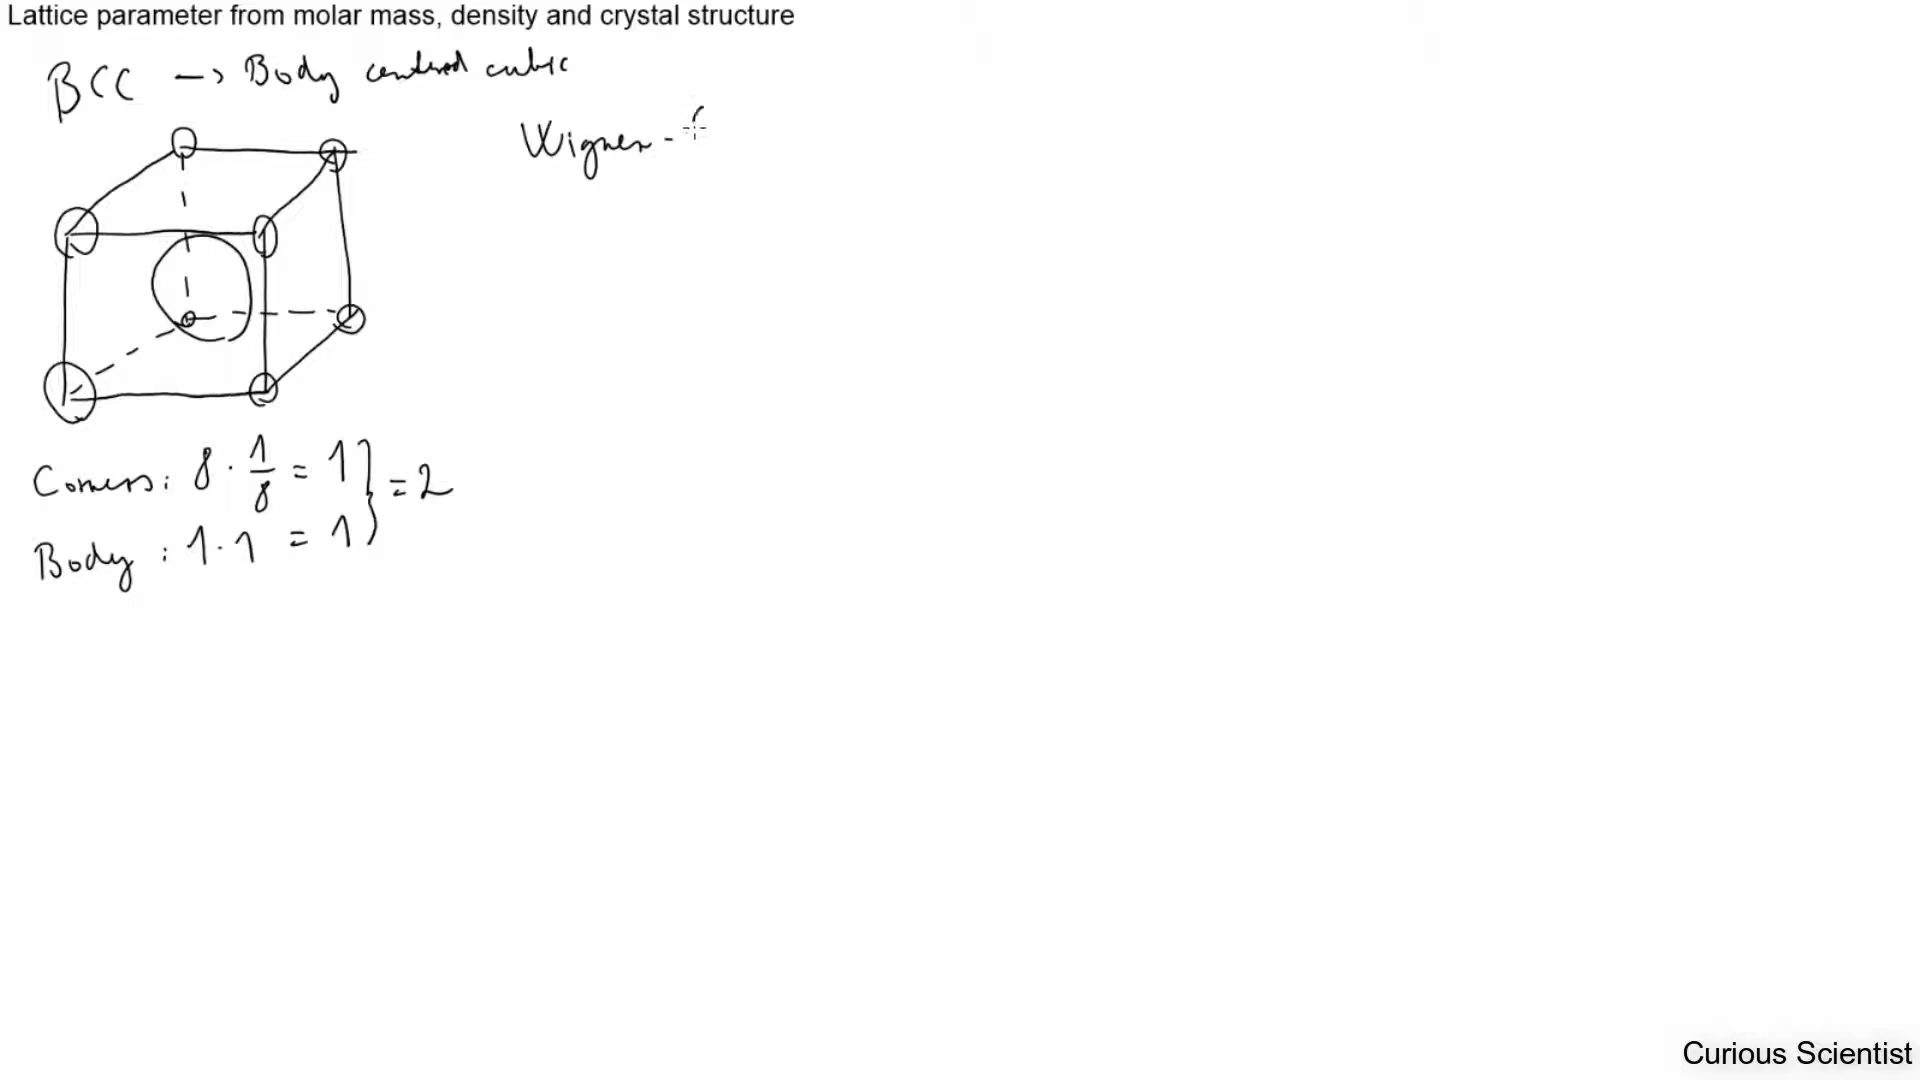 Lattice parameter from molar mass, density and crystal structure
BCC → Body centered cubic
Wigner -
Corners: 8 · 1/8 = 1 } = 2
Body : 1 · 1 = 1
Curious Scientist